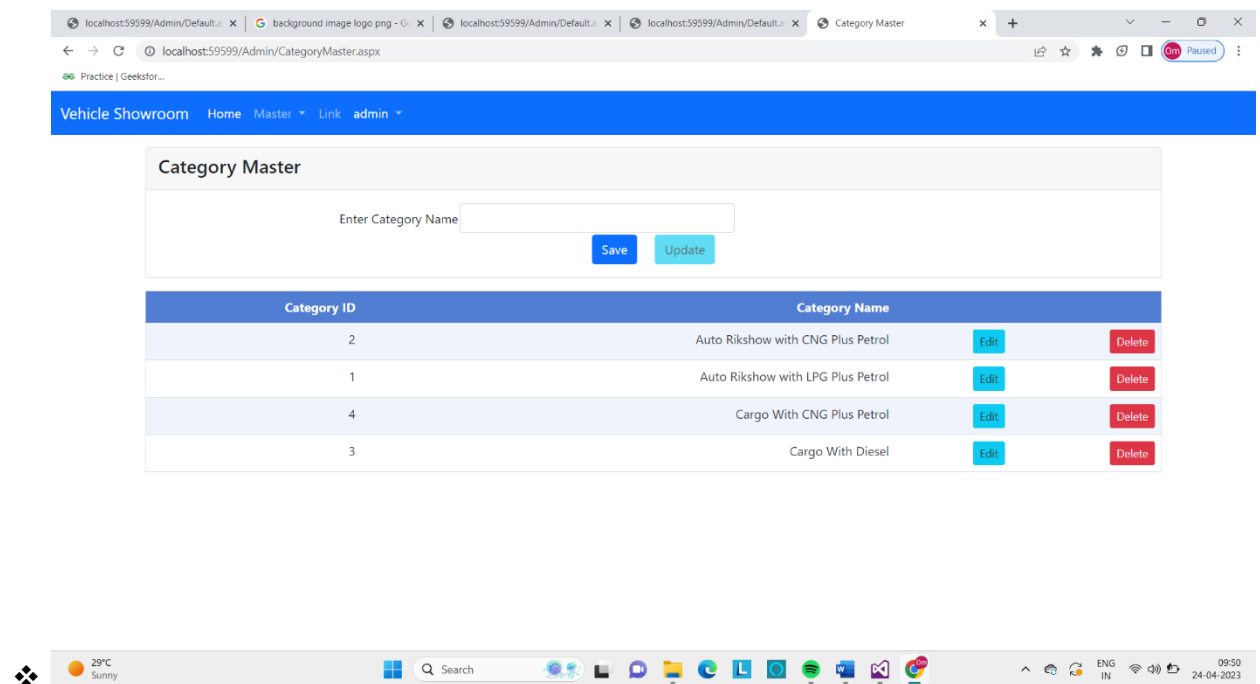 localhost:59599/Admin/Default.a
background image logo png - Go
localhost:59599/Admin/Default.a
localhost:59599/Admin/Default.a
Category Master
localhost:59599/Admin/CategoryMaster.aspx
Om Paused
GG Practice | Geeksfor...
Vehicle Showroom Home Master Link admin
Category Master
Enter Category Name
Save Update
Category ID Category Name
2 Auto Rikshow with CNG Plus Petrol Edit Delete
1 Auto Rikshow with LPG Plus Petrol Edit Delete
4 Cargo With CNG Plus Petrol Edit Delete
3 Cargo With Diesel Edit Delete
29°C
Sunny
Search
L
W
ENG
IN
09:50
24-04-2023